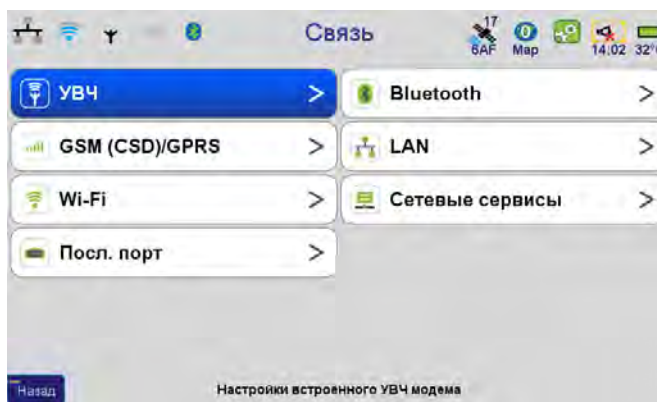 Связь
17
6AF
Мар
14.02
32°
УВЧ
Bluetooth
GSM (CSD)/GPRS
LAN
Wi-Fi
Сетевые сервисы
Посл. порт
Назад
Настройки встроенного УВЧ модема